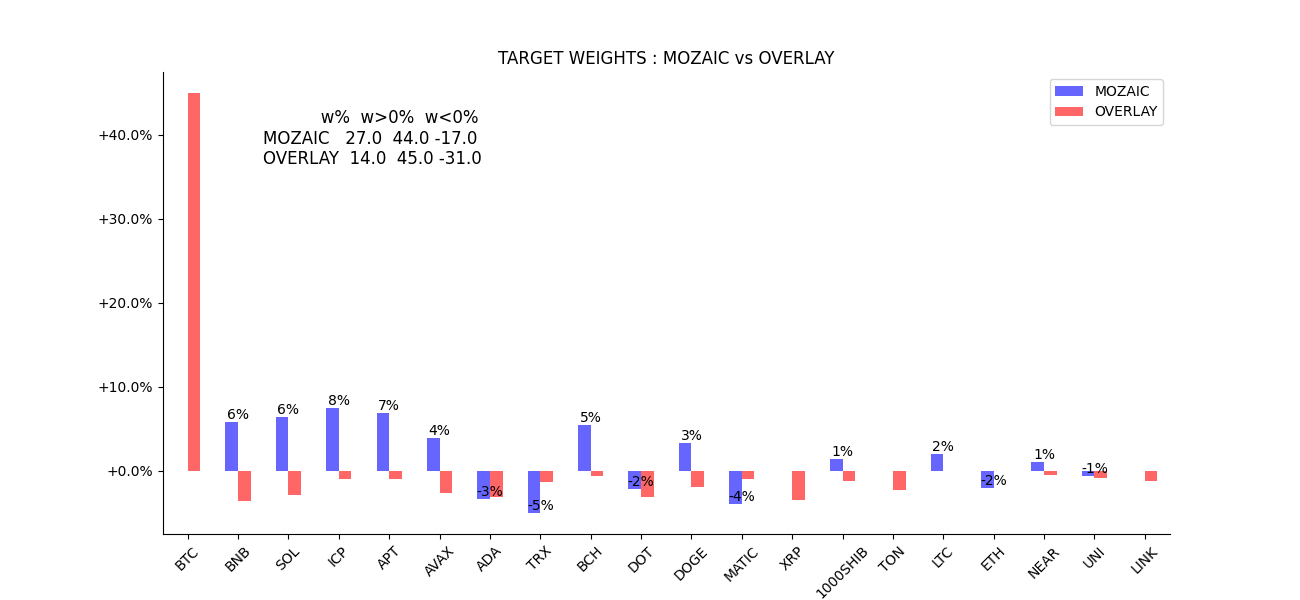 TARGET WEIGHTS : MOZAIC vs OVERLAY
MOZAIC
OVERLAY
w%  w>0%  w<0%
MOZAIC   27.0  44.0 -17.0
OVERLAY  14.0  45.0 -31.0
+40.0%
+30.0%
+20.0%
+10.0%
+0.0%
6%
6%
8%
7%
4%
-3%
-5%
5%
-2%
3%
-4%
1%
2%
-2%
1%
-1%
BTC
BNB
SOL
ICP
APT
AVAX
ADA
TRX
BCH
DOT
DOGE
MATIC
XRP
1000SHIB
TON
LTC
ETH
NEAR
UNI
LINK